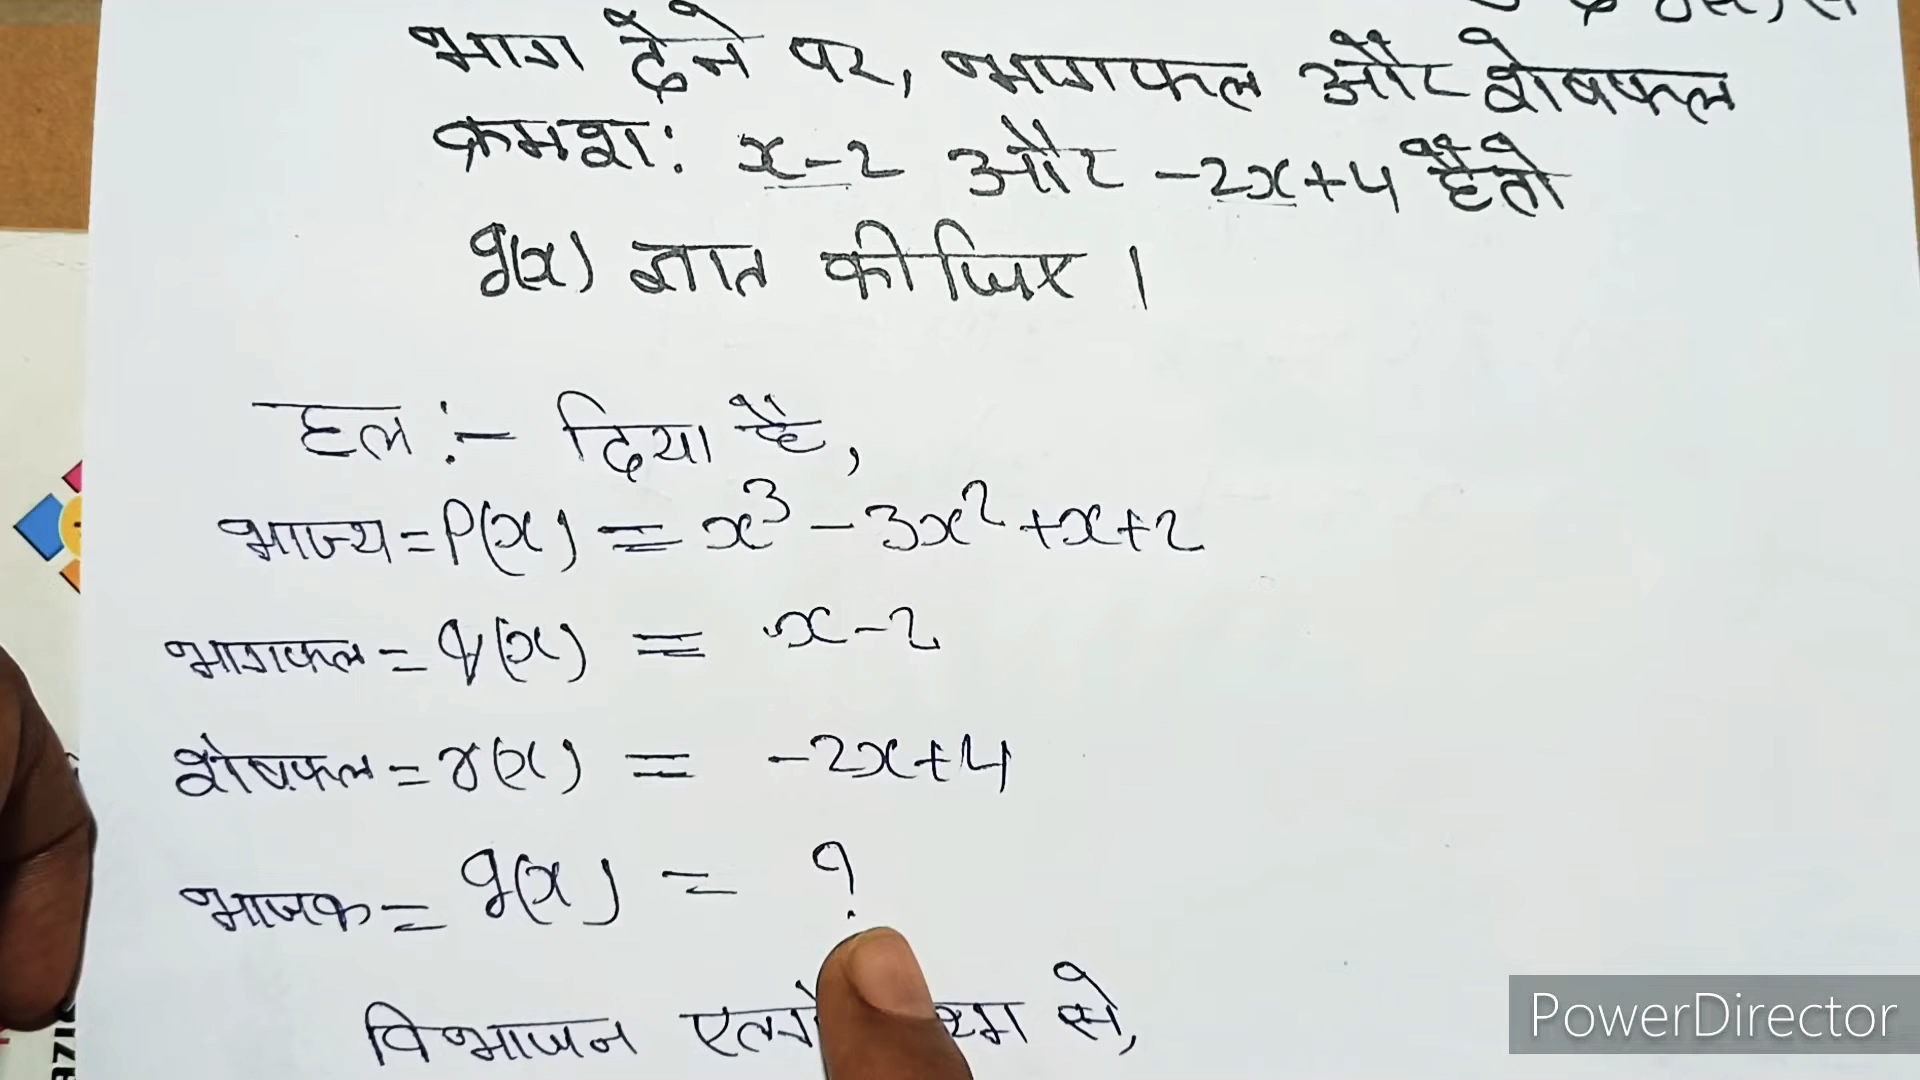 भाग देने पर, भागफल और शेषफल
क्रमशः x-2 और -2x+4 हैं तो
g(x) ज्ञात कीजिए।
हल :- दिया है,
भाज्य = P(x) = x³ - 3x² + x + 2
भागफल = q(x) = x-2
शेषफल = r(x) = -2x+4
भाजक = g(x) = ?
विभाजन से,
PowerDirector